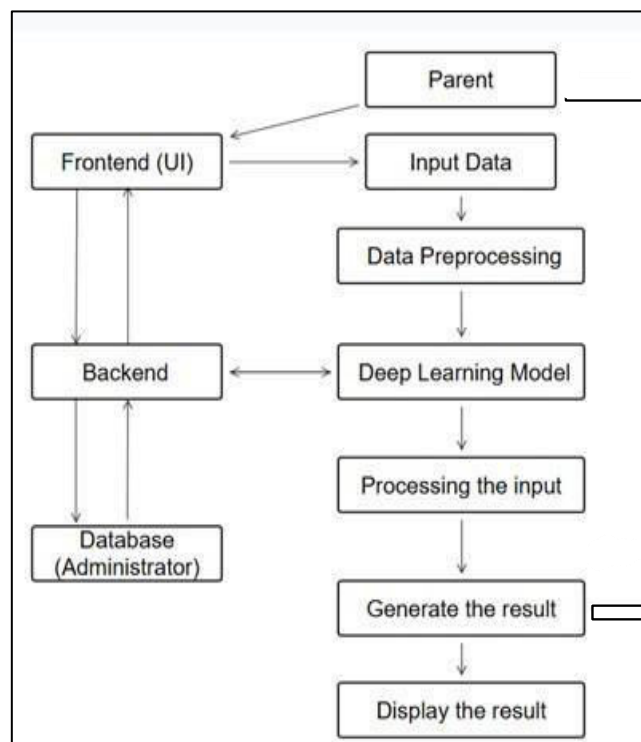 Parent
Frontend (UI)
Input Data
Data Preprocessing
Backend
Deep Learning Model
Processing the input
Database
(Administrator)
Generate the result
Display the result